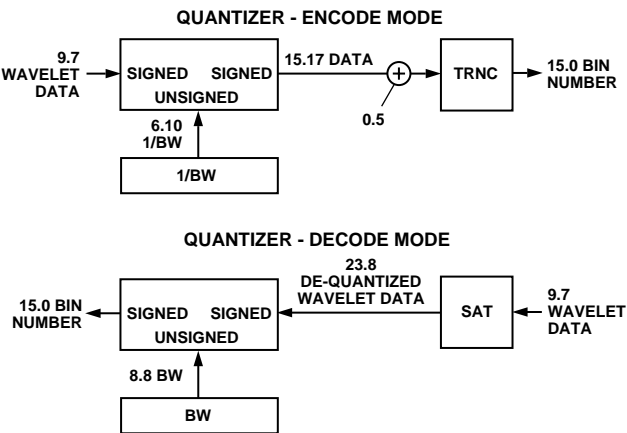 QUANTIZER - ENCODE MODE
9.7
WAVELET
DATA
SIGNED SIGNED
UNSIGNED
15.17 DATA
+
0.5
TRNC
15.0 BIN
NUMBER
6.10
1/BW
1/BW
QUANTIZER - DECODE MODE
15.0 BIN
NUMBER
SIGNED SIGNED
UNSIGNED
23.8
DE-QUANTIZED
WAVELET DATA
SAT
9.7
WAVELET
DATA
8.8 BW
BW